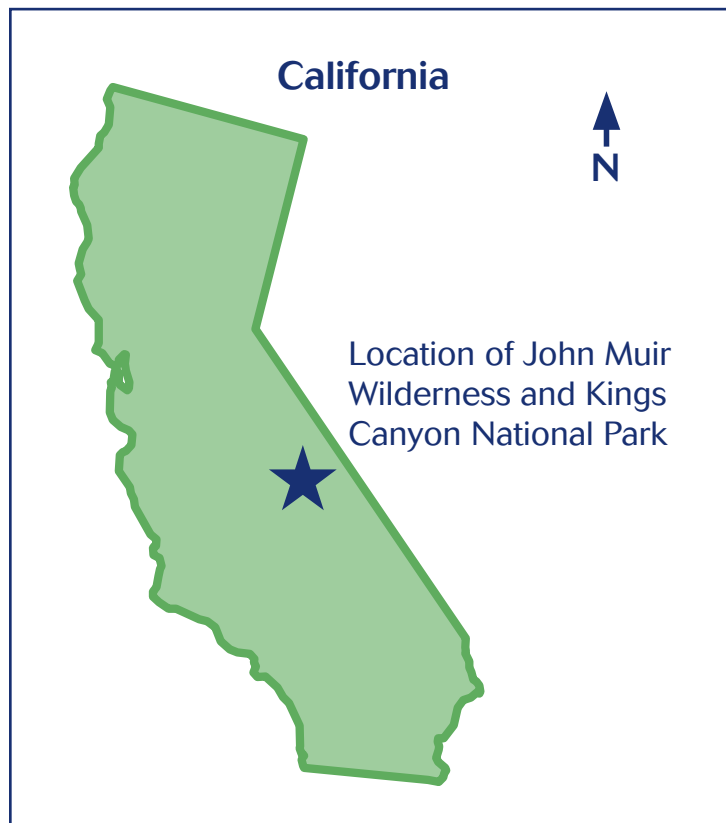 California
N
Location of John Muir
Wilderness and Kings
Canyon National Park